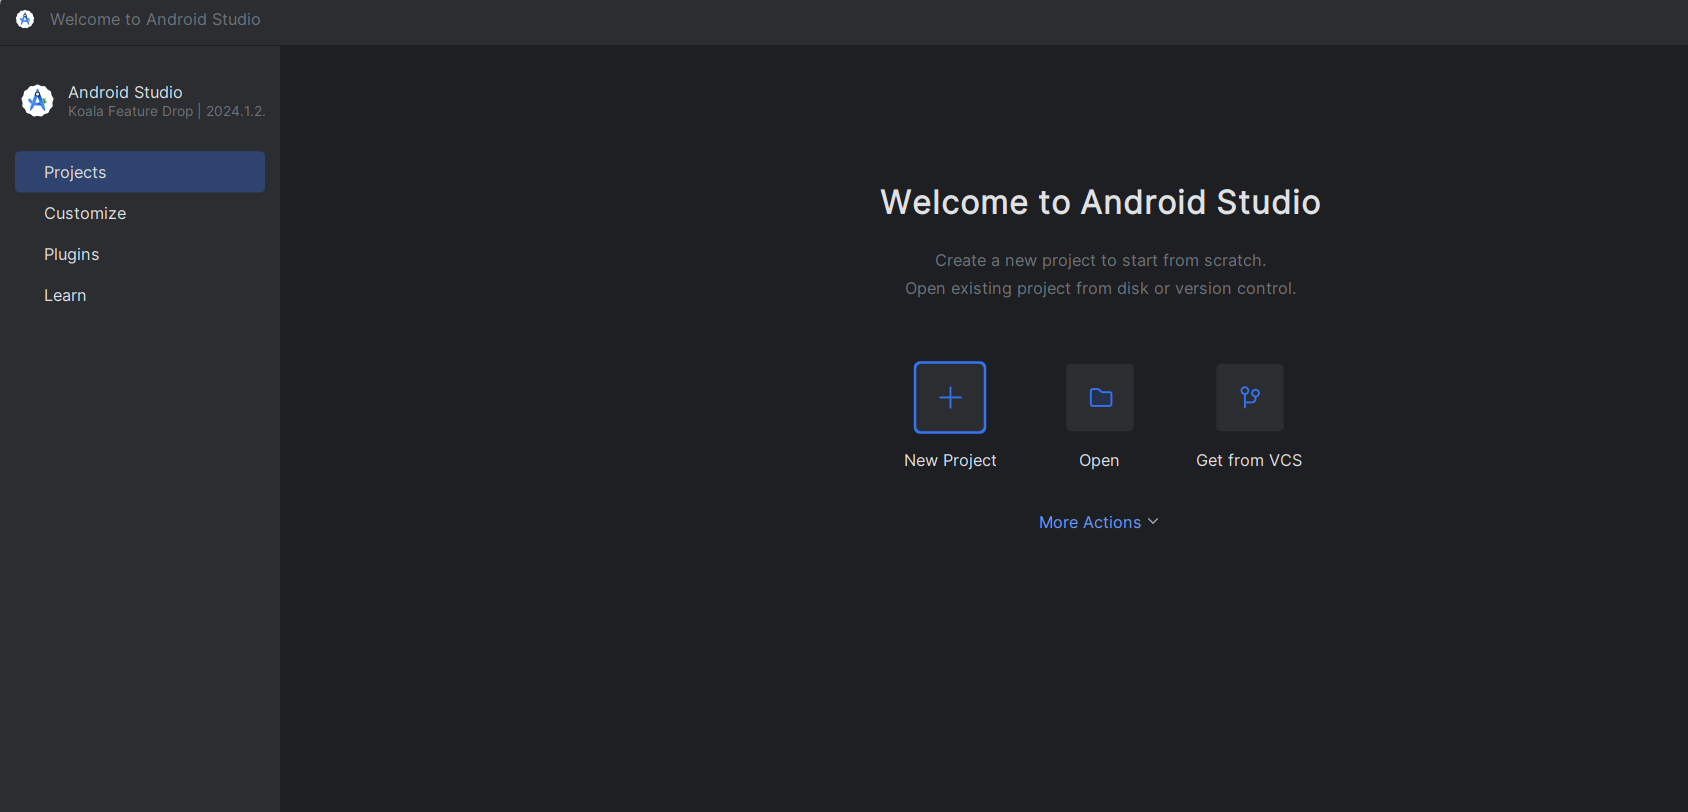 Welcome to Android Studio
Android Studio
Koala Feature Drop | 2024.1.2.
Projects
Customize
Plugins
Learn
Welcome to Android Studio
Create a new project to start from scratch.
Open existing project from disk or version control.
New Project
Open
Get from VCS
More Actions